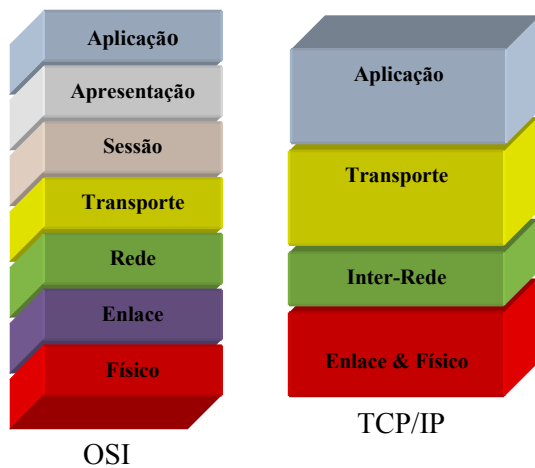 Aplicação
Apresentação
Sessão
Transporte
Rede
Enlace
Físico
OSI
Aplicação
Transporte
Inter-Rede
Enlace & Físico
TCP/IP